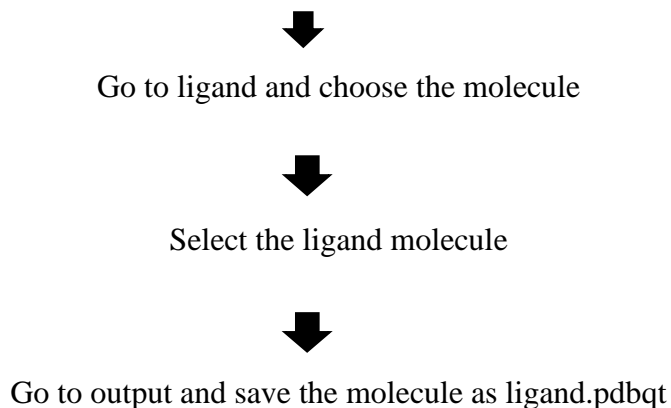 Go to ligand and choose the molecule
Select the ligand molecule
Go to output and save the molecule as ligand.pdbqt